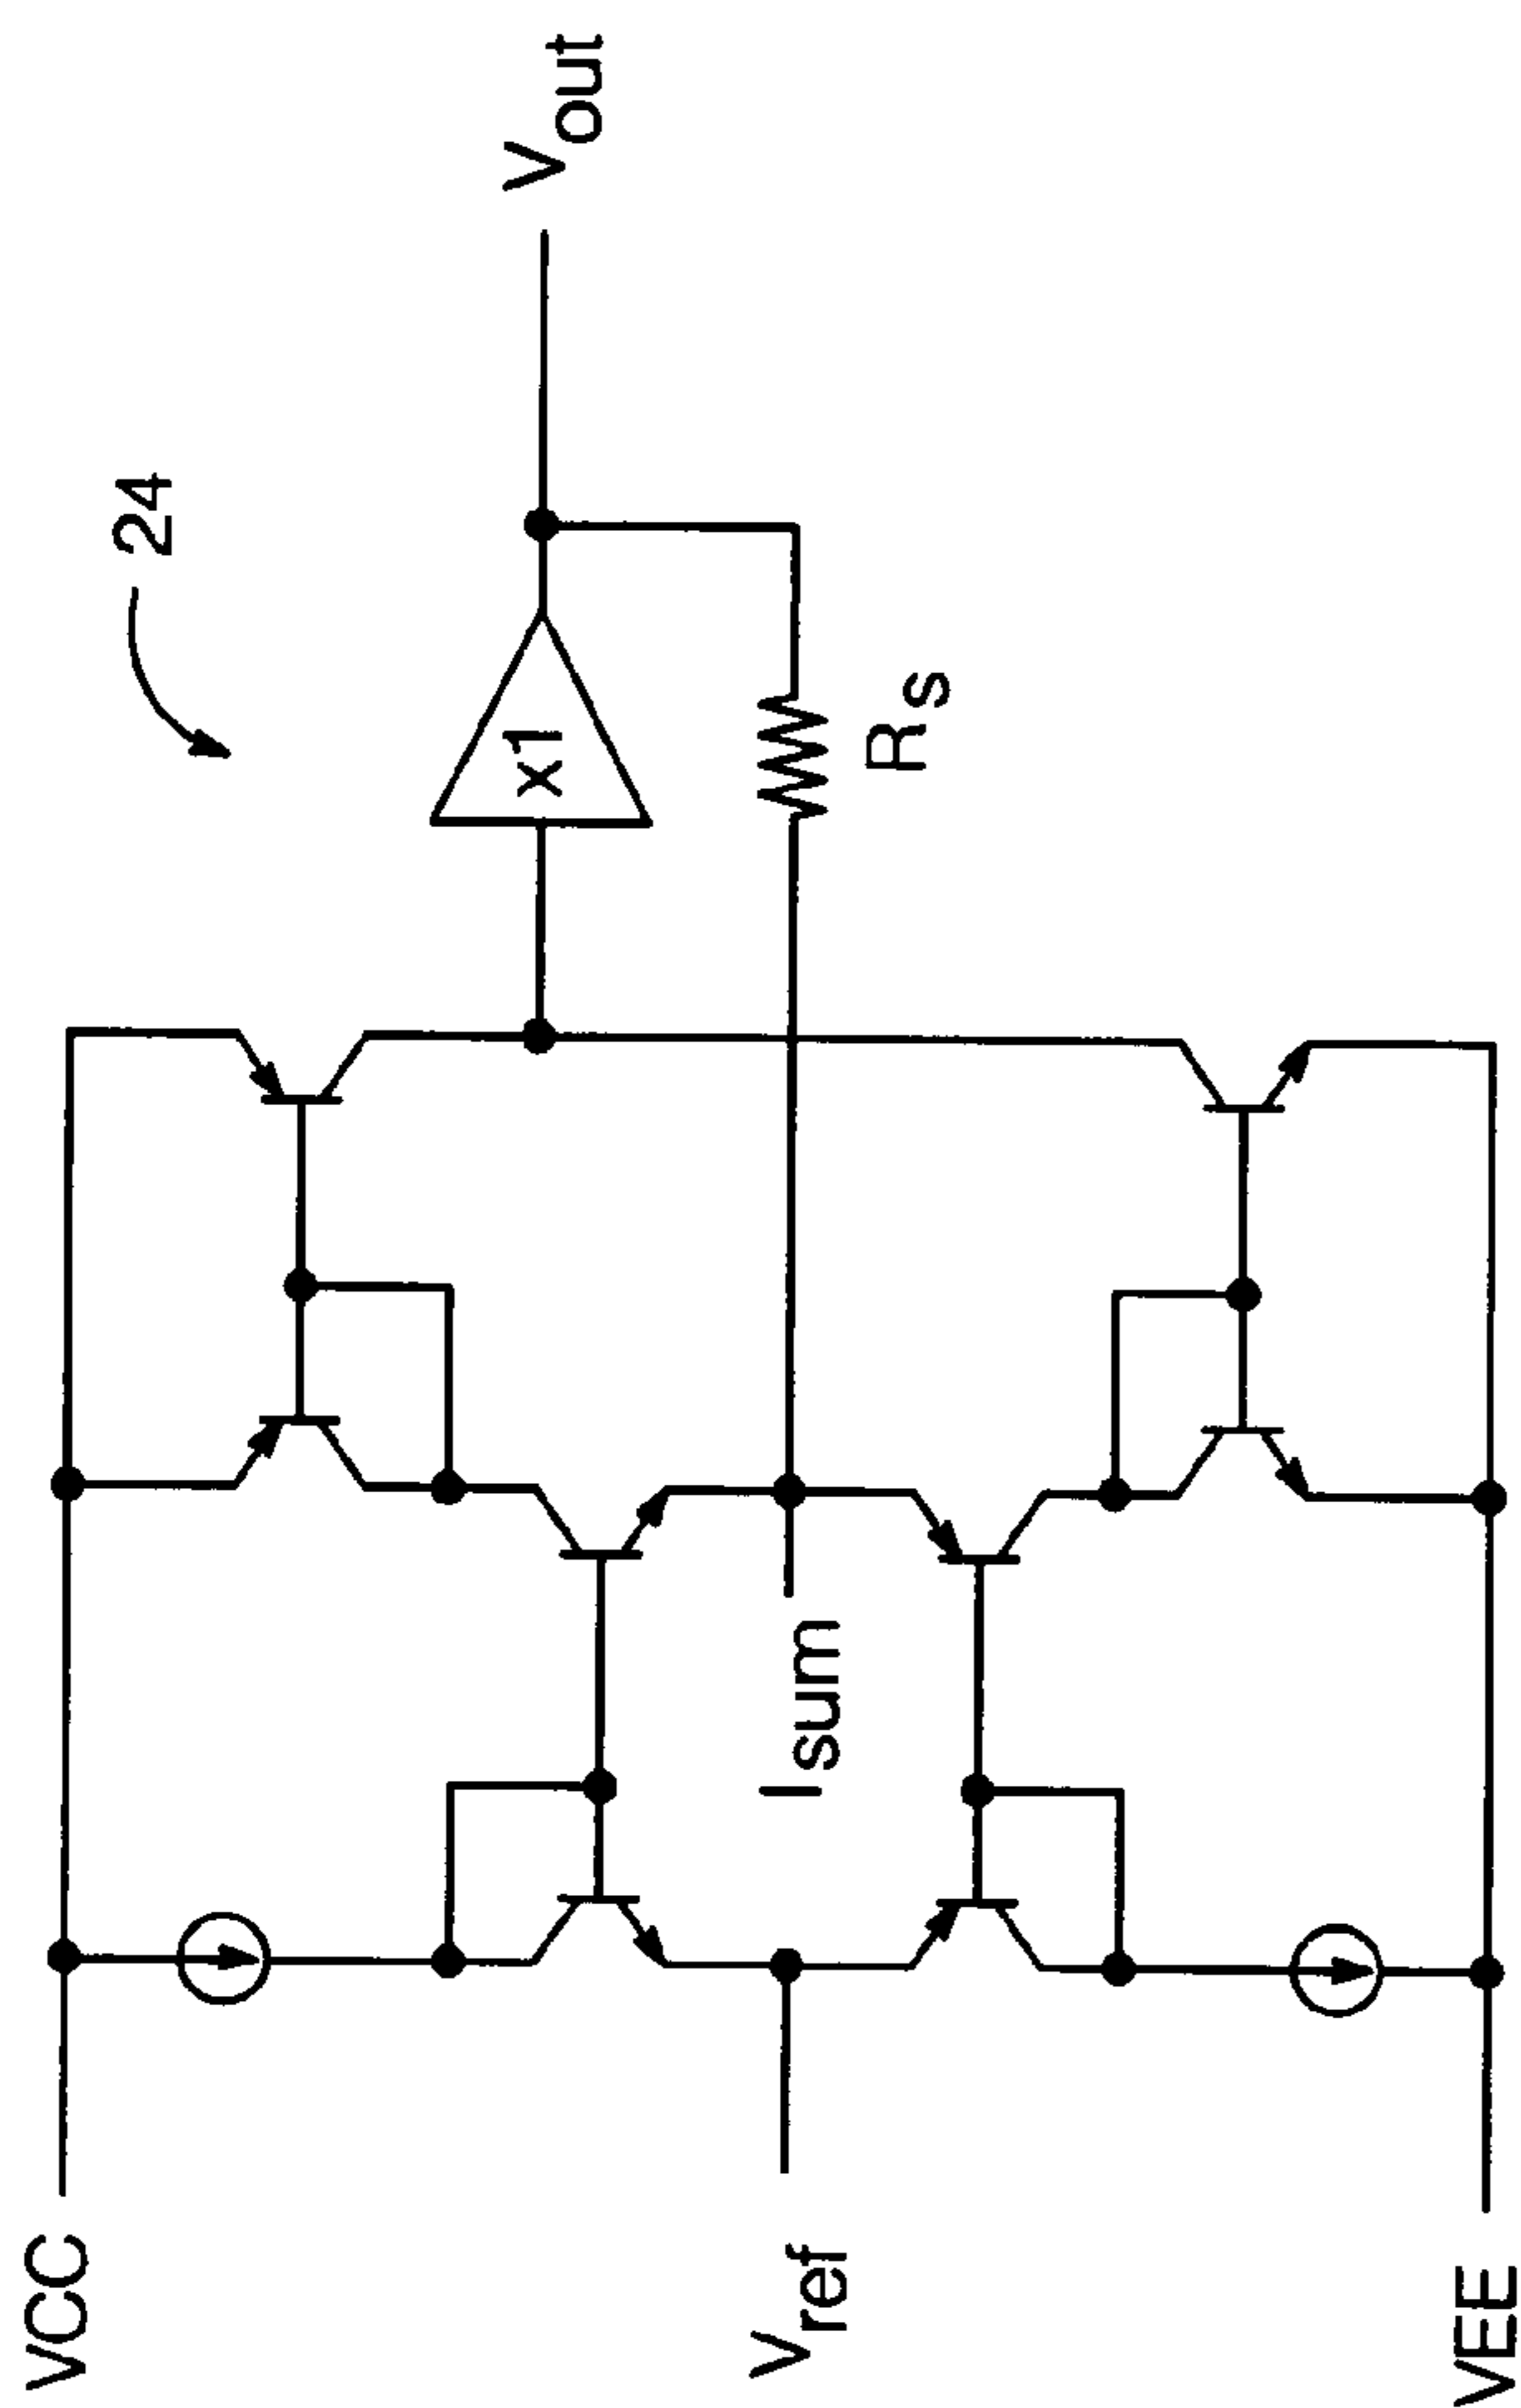 VCC
24
x1
Vout
Vref
Isum
Rs
VEE